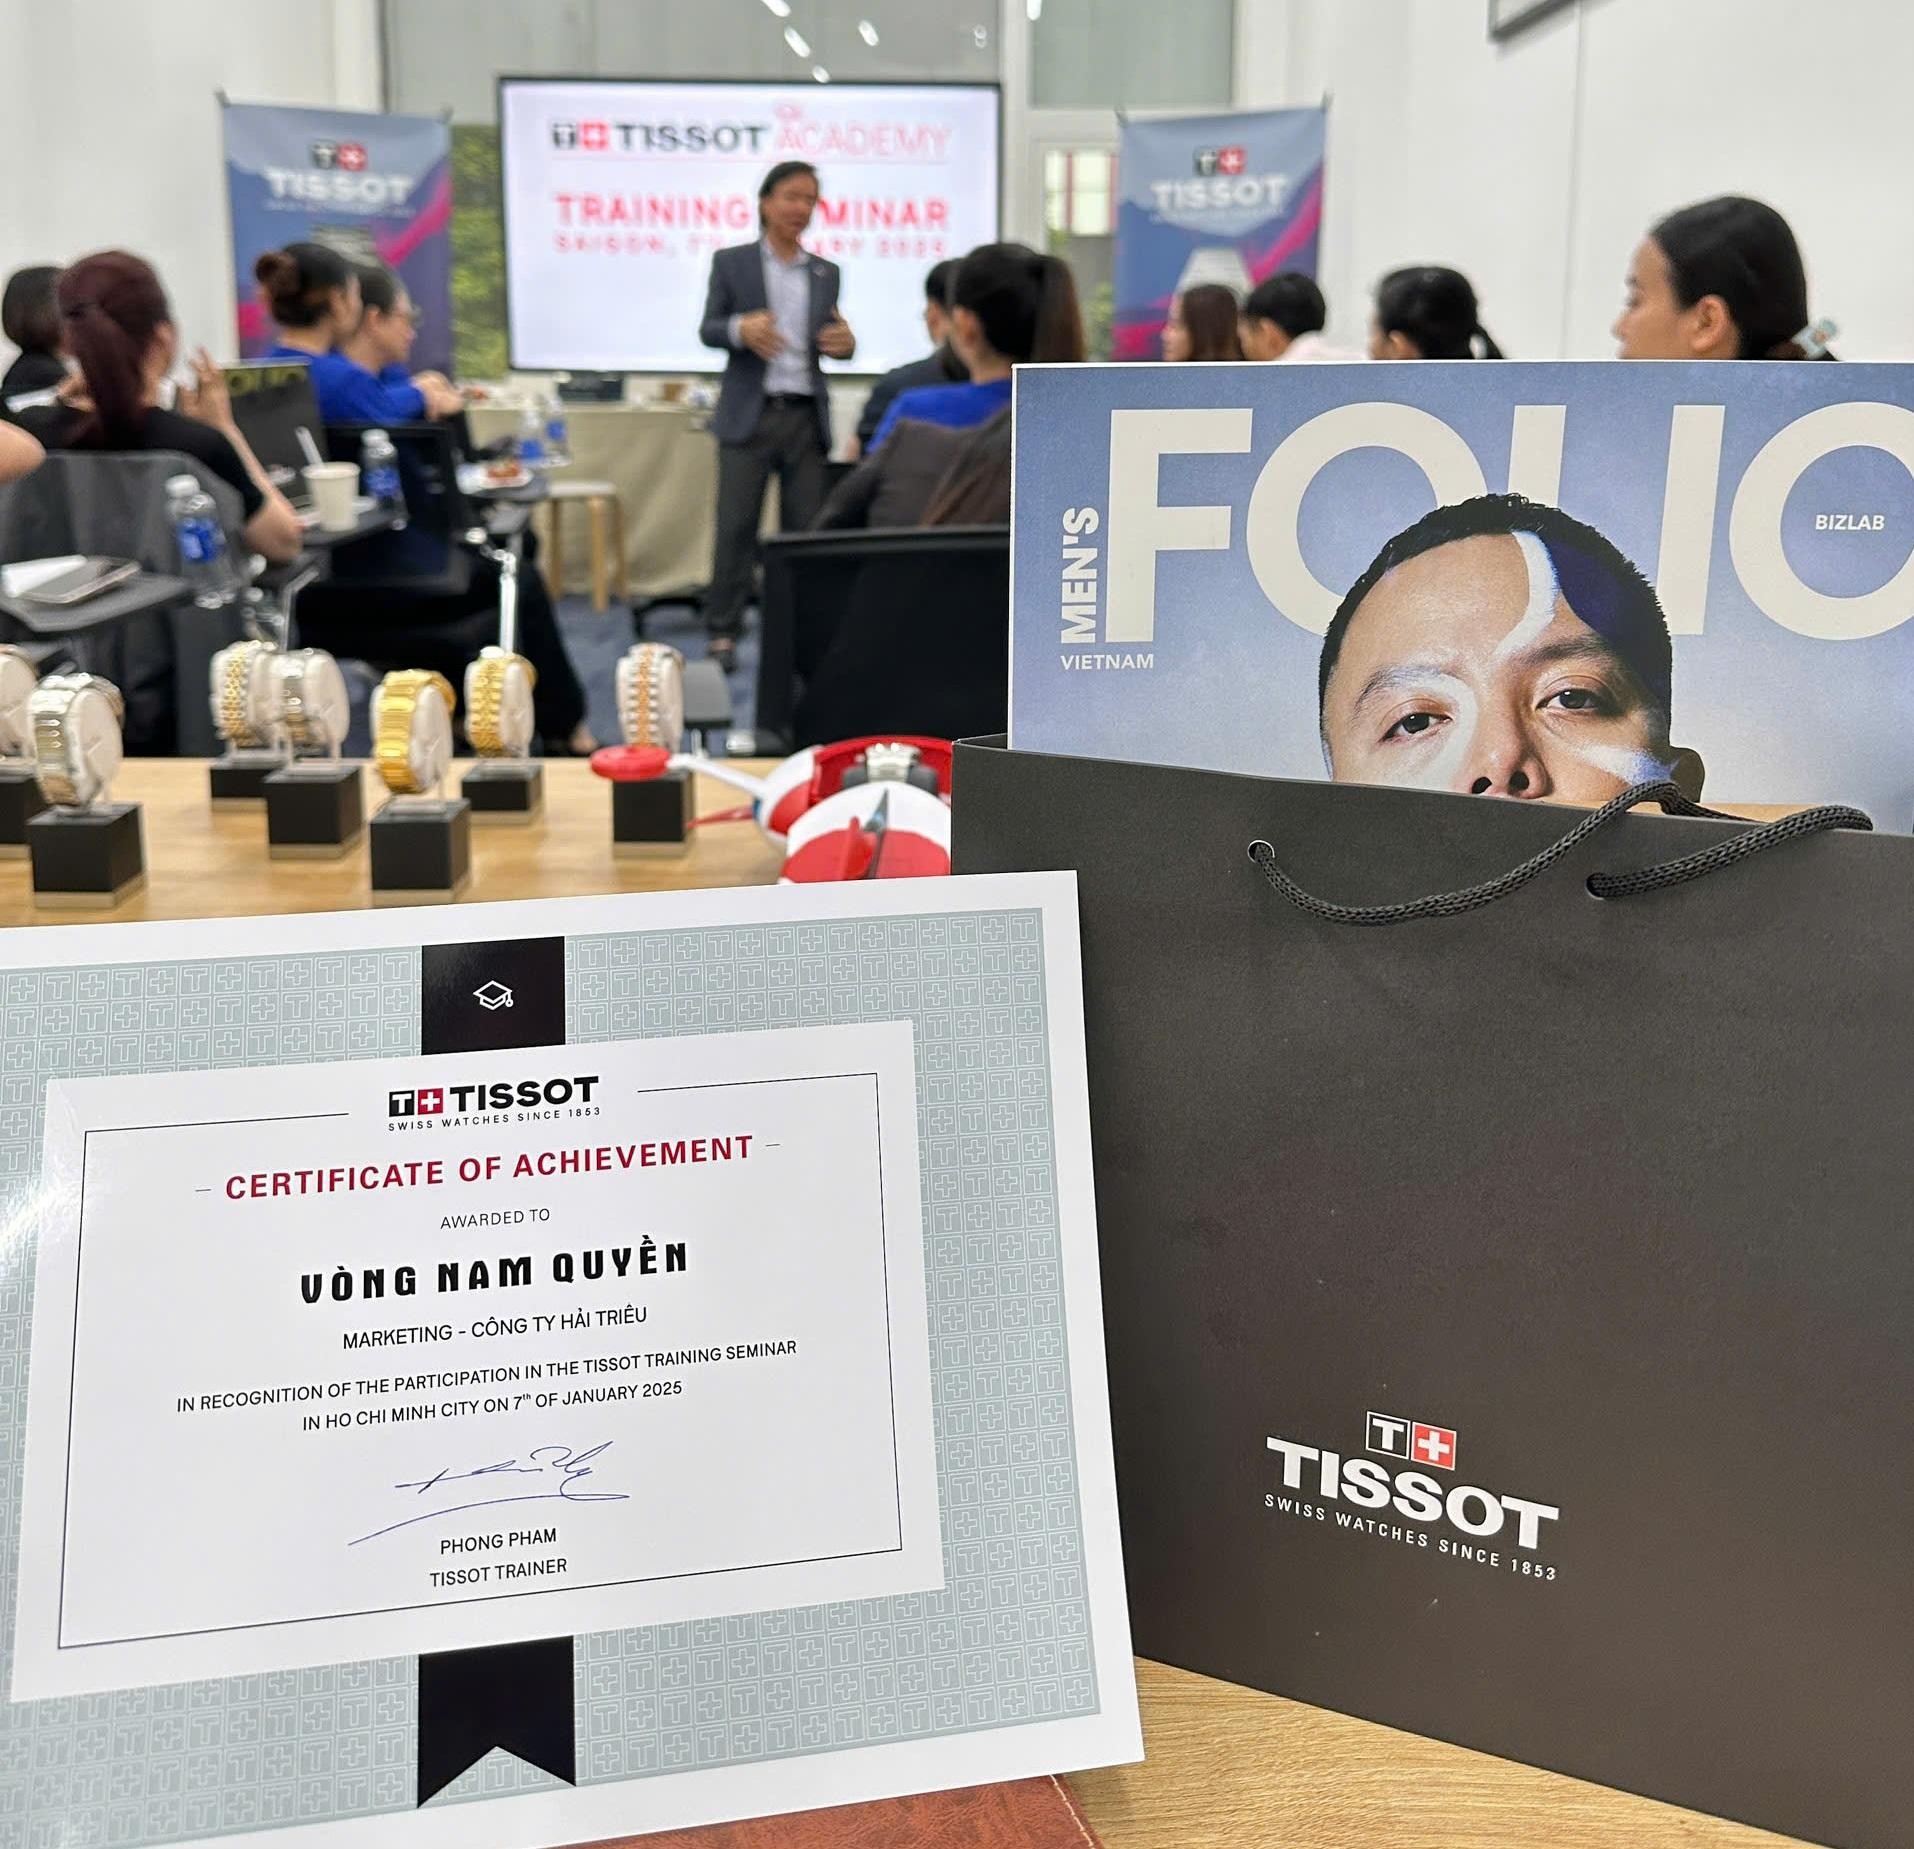 T+ TISSOT ACADEMY
TRAINING
SAISON, 2025
T+
TISSOT
T+
TISSOT
FOLIO
BIZLAB
MEN'S
VIETNAM
T+ TISSOT
SWISS WATCHES SINCE 1853
– CERTIFICATE OF ACHIEVEMENT –
AWARDED TO
VÒNG NAM QUYỀN
MARKETING - CÔNG TY HẢI TRIỀU
IN RECOGNITION OF THE PARTICIPATION IN THE TISSOT TRAINING SEMINAR
IN HO CHI MINH CITY ON 7th OF JANUARY 2025
PHONG PHAM
TISSOT TRAINER
T+
TISSOT
SWISS WATCHES SINCE 1853